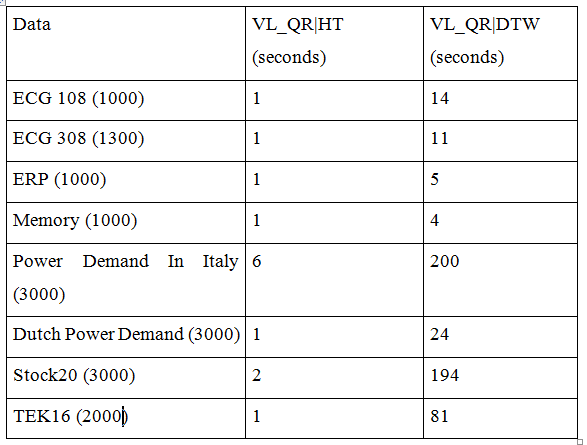 Data VL_QR|HT VL_QR|DTW
(seconds) (seconds)
ECG 108 (1000) 1 14
ECG 308 (1300) 1 11
ERP (1000) 1 5
Memory (1000) 1 4
Power Demand In Italy 6 200
(3000)
Dutch Power Demand (3000) 1 24
Stock20 (3000) 2 194
TEK16 (2000) 1 81